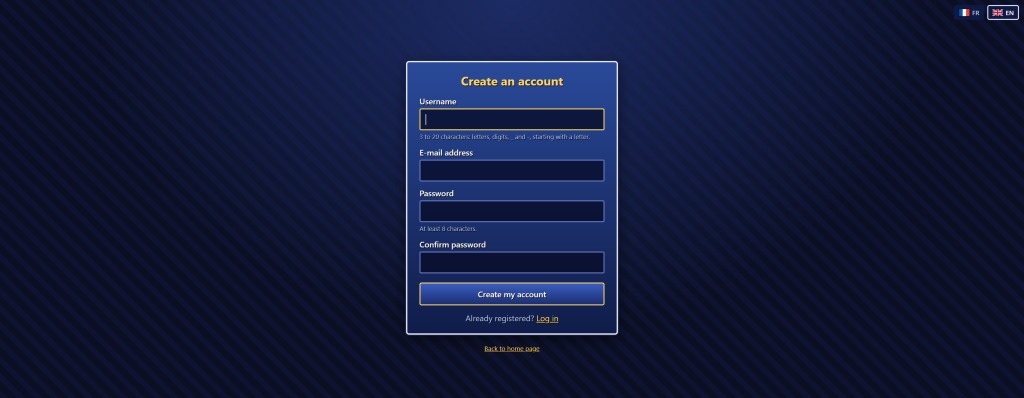 FR
EN
Create an account
Username
3 to 20 characters: letters, digits, _ and -, starting with a letter.
E-mail address
Password
At least 8 characters.
Confirm password
Create my account
Already registered? Log in
Back to home page